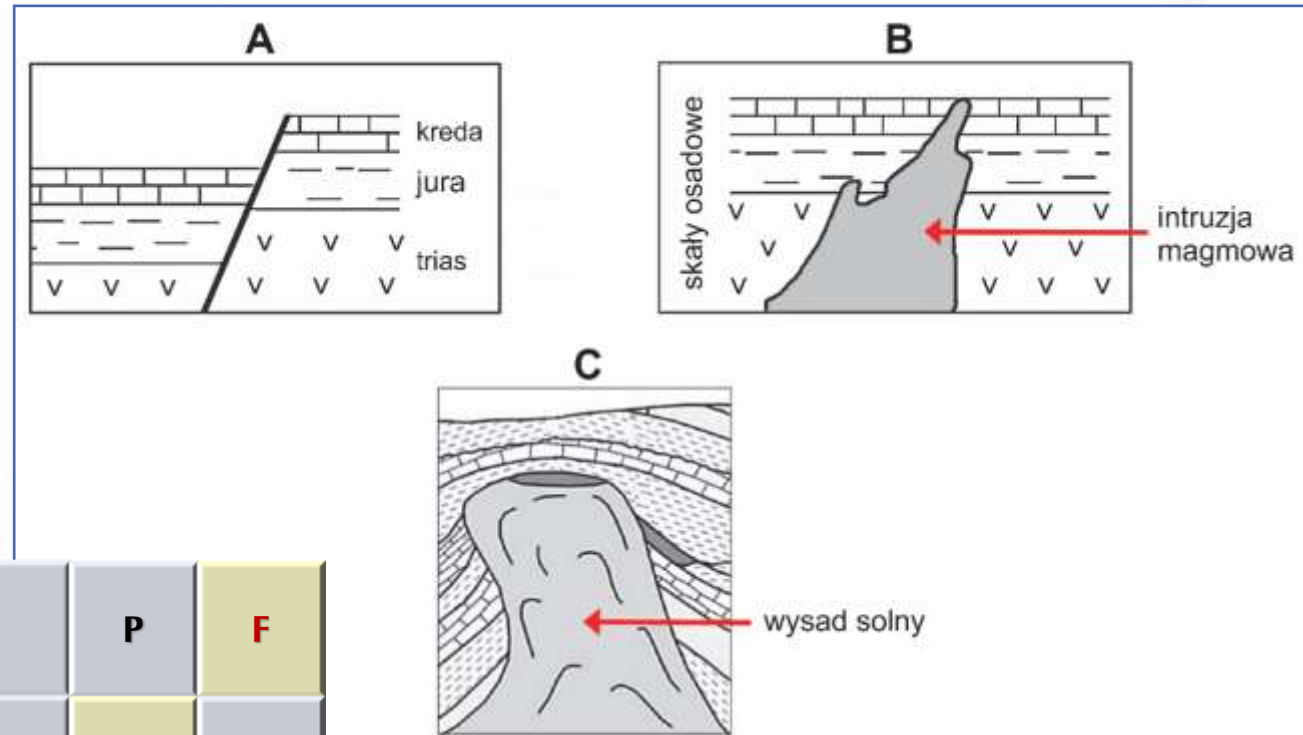 A
kreda
jura
trias
B
skały osadowe
intruzja
magmowa
C
wysad solny
P
F